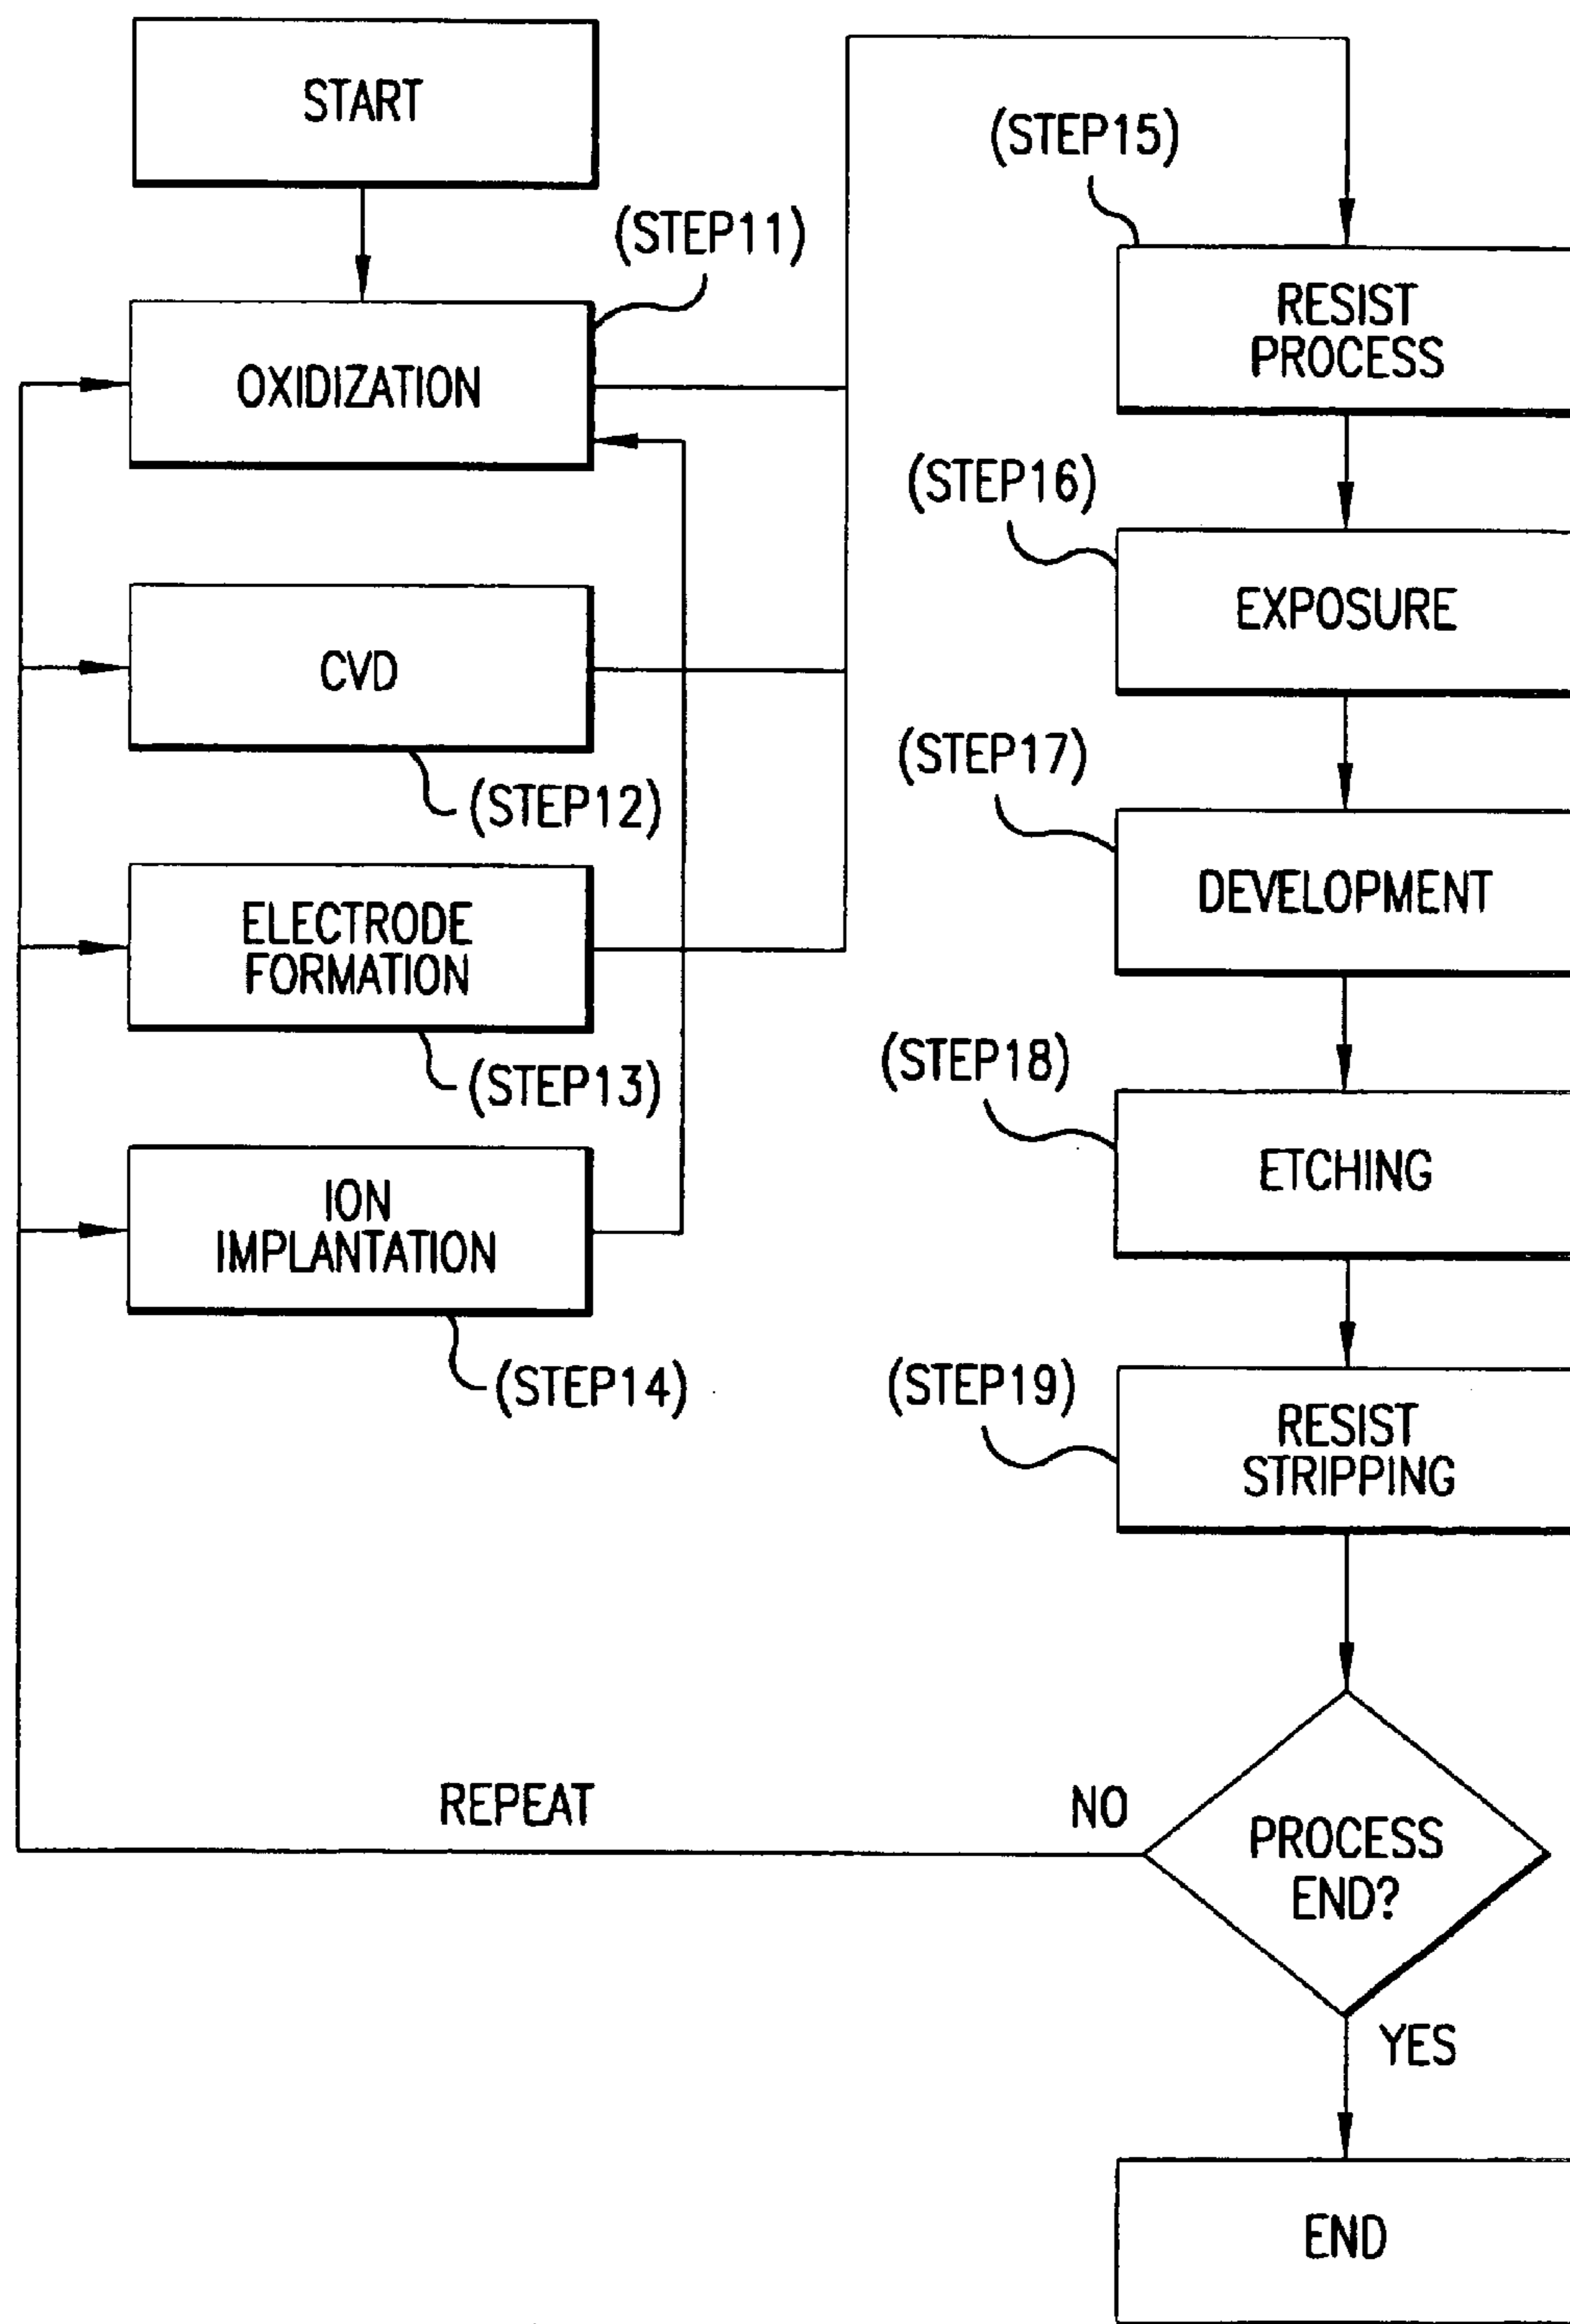 START
(STEP11)
OXIDIZATION
CVD
(STEP12)
ELECTRODE
FORMATION
(STEP13)
ION
IMPLANTATION
(STEP14)
(STEP15)
RESIST
PROCESS
(STEP16)
EXPOSURE
(STEP17)
DEVELOPMENT
(STEP18)
ETCHING
(STEP19)
RESIST
STRIPPING
REPEAT
NO
PROCESS
END?
YES
END